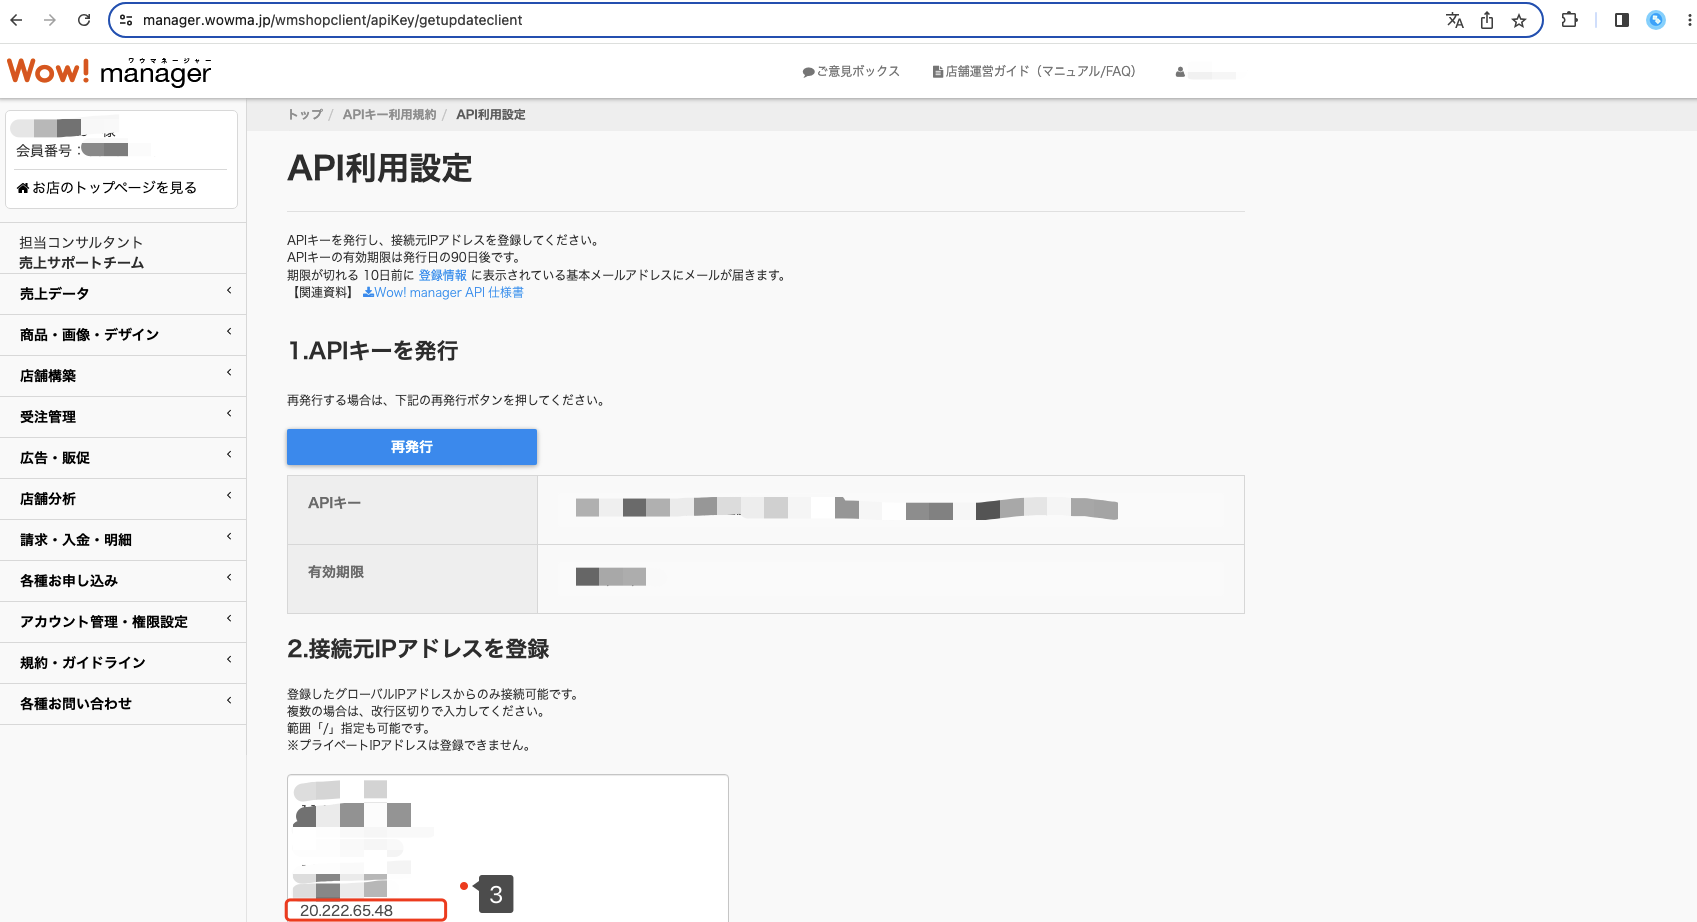 manager.wowma.jp/wmshopclient/apiKey/getupdateclient
Wow! manager
ワウマネージャー
ご意見ボックス
店舗運営ガイド（マニュアル/FAQ）
様
会員番号：
お店のトップページを見る
担当コンサルタント
売上サポートチーム
売上データ
商品・画像・デザイン
店舗構築
受注管理
広告・販促
店舗分析
請求・入金・明細
各種お申し込み
アカウント管理・権限設定
規約・ガイドライン
各種お問い合わせ
トップ / APIキー利用規約 / API利用設定
API利用設定
APIキーを発行し、接続元IPアドレスを登録してください。
APIキーの有効期限は発行日の90日後です。
期限が切れる 10日前に 登録情報 に表示されている基本メールアドレスにメールが届きます。
【関連資料】 Wow! manager API 仕様書
1.APIキーを発行
再発行する場合は、下記の再発行ボタンを押してください。
再発行
APIキー
有効期限
2.接続元IPアドレスを登録
登録したグローバルIPアドレスからのみ接続可能です。
複数の場合は、改行区切りで入力してください。
範囲「/」指定も可能です。
※プライベートIPアドレスは登録できません。
3
20.222.65.48